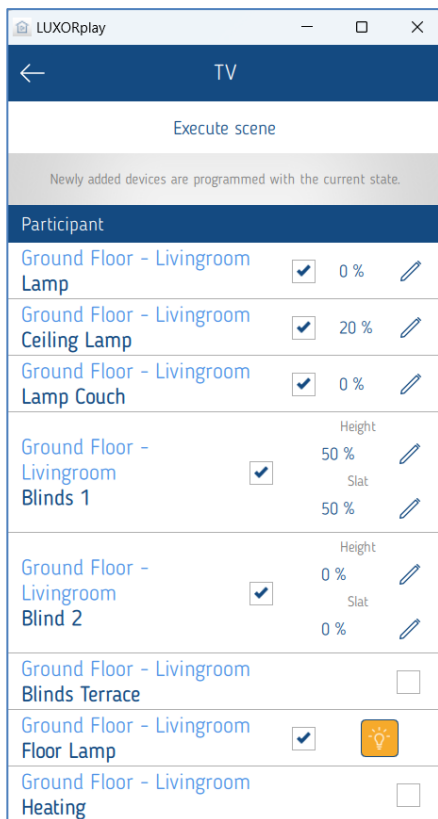 LUXORplay
TV
Execute scene
Newly added devices are programmed with the current state.
Participant
Ground Floor - Livingroom
Lamp
0 %
Ground Floor - Livingroom
Ceiling Lamp
20 %
Ground Floor - Livingroom
Lamp Couch
0 %
Ground Floor -
Livingroom
Blinds 1
Height
50 %
Slat
50 %
Ground Floor -
Livingroom
Blind 2
Height
0 %
Slat
0 %
Ground Floor - Livingroom
Blinds Terrace
Ground Floor - Livingroom
Floor Lamp
Ground Floor - Livingroom
Heating